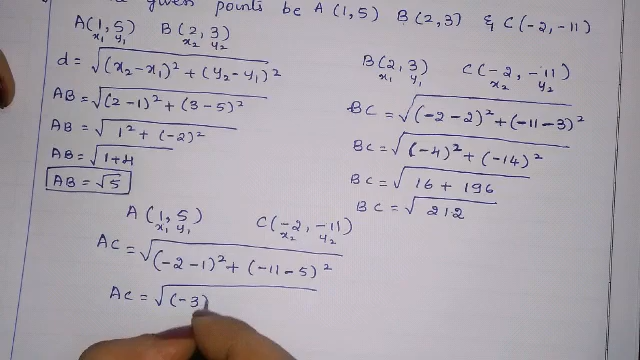 given points be A (1,5) B (2,3) & C(-2,-11)
A(1,5) B(2,3)
x₁ y₁ x₂ y₂
d = √(x₂-x₁)² + (y₂-y₁)²
AB = √(2-1)² + (3-5)²
AB = √1² + (-2)²
AB = √1+4
AB = √5
B(2,3) C(-2,-11)
x₁ y₁ x₂ y₂
BC = √(-2-2)² + (-11-3)²
BC = √(-4)² + (-14)²
BC = √16 + 196
BC = √212
A (1,5) C(-2,-11)
x₁ y₁ x₂ y₂
AC = √(-2-1)² + (-11-5)²
AC = √(-3)